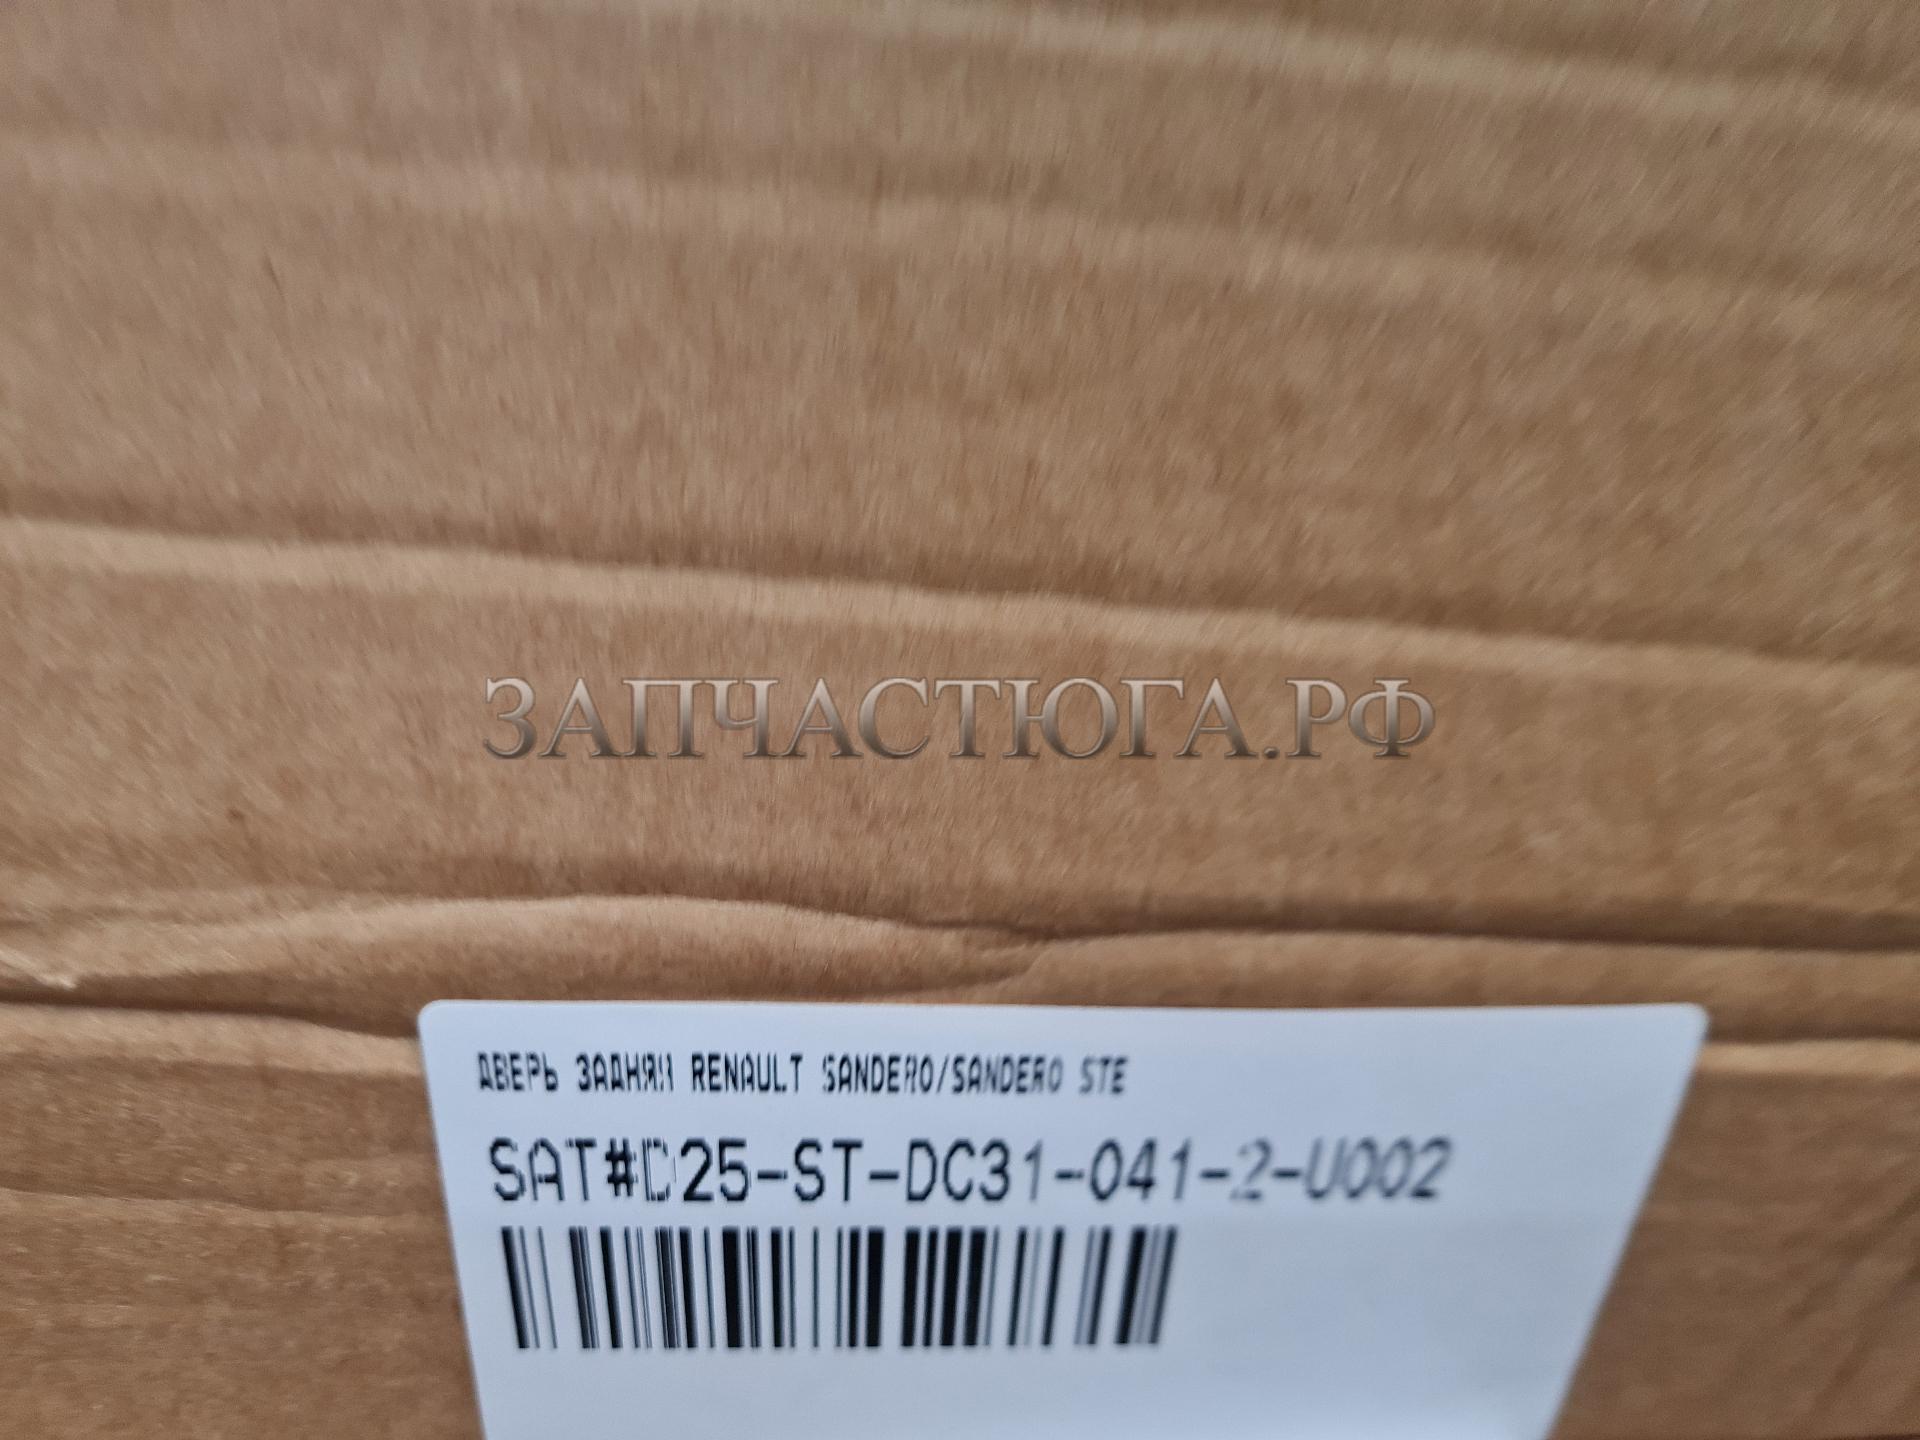 ЗАПЧАСТЮГА.РФ
ДВЕРЬ ЗАДНЯЯ RENAULT SANDERO/SANDERO STE
SAT#D25-ST-DC31-041-2-U002